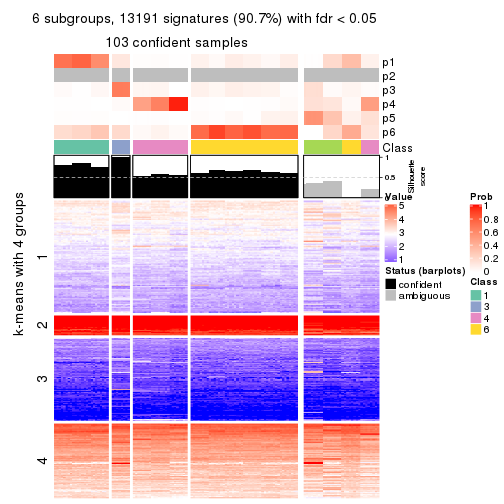 6 subgroups, 13191 signatures (90.7%) with fdr < 0.05
103 confident samples
p1
p2
p3
p4
p5
p6
Class
1
0.5
0
Silhouette
score
k-means with 4 groups
1
2
3
4
Value
5
4
3
2
1
Status (barplots)
confident
ambiguous
Prob
1
0.8
0.6
0.4
0.2
0
Class
1
3
4
6